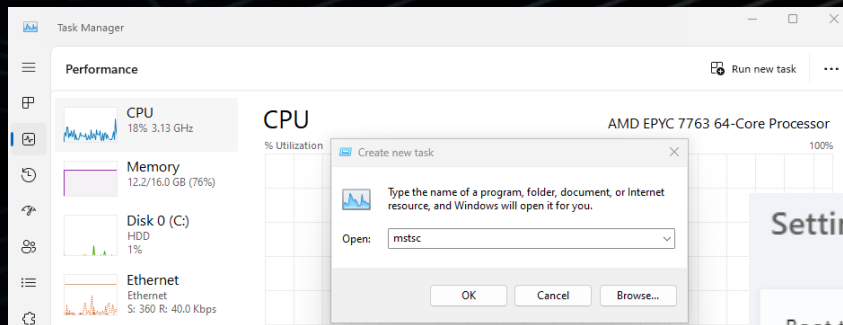 Task Manager
Performance
Run new task
CPU
18% 3.13 GHz
Memory
12.2/16.0 GB (76%)
Disk 0 (C:)
HDD
1%
Ethernet
Ethernet
S: 360 R: 40.0 Kbps
CPU
AMD EPYC 7763 64-Core Processor
% Utilization
100%
Create new task
Type the name of a program, folder, document, or Internet
resource, and Windows will open it for you.
Open:
mstsc
OK
Cancel
Browse...